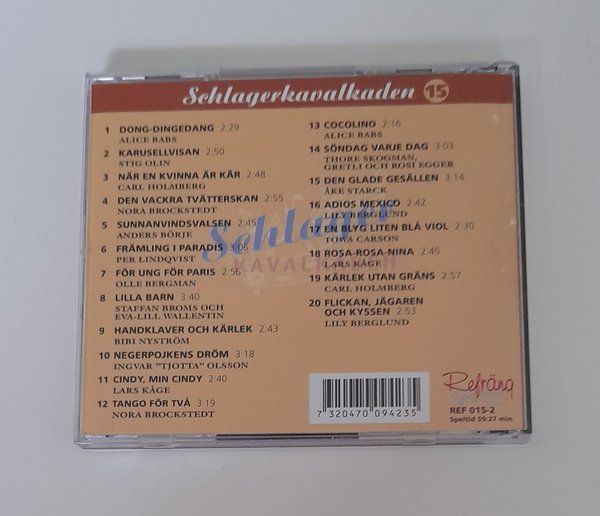 Schlagerkavalkaden 15
1 DONG-DINGEDANG 2:29
ALICE BABS
2 KARUSELLVISAN 2:50
STIG OLIN
3 NÄR EN KVINNA ÄR KÄR 2:48
CARL HOLMBERG
4 DEN VACKRA TVÄTTERSKAN 2:55
NORA BROCKSTEDT
5 SUNNANVINDSVALSEN 2:45
ANDERS BÖRJE
6 FRÄMLING I PARADIS 3:06
PER LINDQVIST
7 FÖR UNG FÖR PARIS 2:56
OLLE BERGMAN
8 LILLA BARN 3:40
STAFFAN BROMS OCH
EVA-LILL WALLENTIN
9 HANDKLAVER OCH KÄRLEK 2:43
BIBI NYSTRÖM
10 NEGERPOJKENS DRÖM 3:18
INGVAR "TJOTTA" OLSSON
11 CINDY, MIN CINDY 2:40
LARS KÅGE
12 TANGO FÖR TVÅ 3:19
NORA BROCKSTEDT
13 COCOLINO 2:16
ALICE BABS
14 SÖNDAG VARJE DAG 3:03
THORE SKOGMAN,
GRETLI OCH ROSI EGGER
15 DEN GLADE GESÄLLEN 3:14
ÅKE STARCK
16 ADIOS MEXICO 2:42
LILY BERGLUND
17 EN BLYG LITEN BLÅ VIOL 2:30
TOWA CARSON
18 ROSA-ROSA-NINA 2:45
LARS KÅGE
19 KÄRLEK UTAN GRÄNS 2:57
CARL HOLMBERG
20 FLICKAN, JÄGAREN
OCH KYSSEN 2:53
LILY BERGLUND
Schlager
KAVALKADEN
7 320470 094235
Refräng
REF 015-2
Speltid 59:27 min